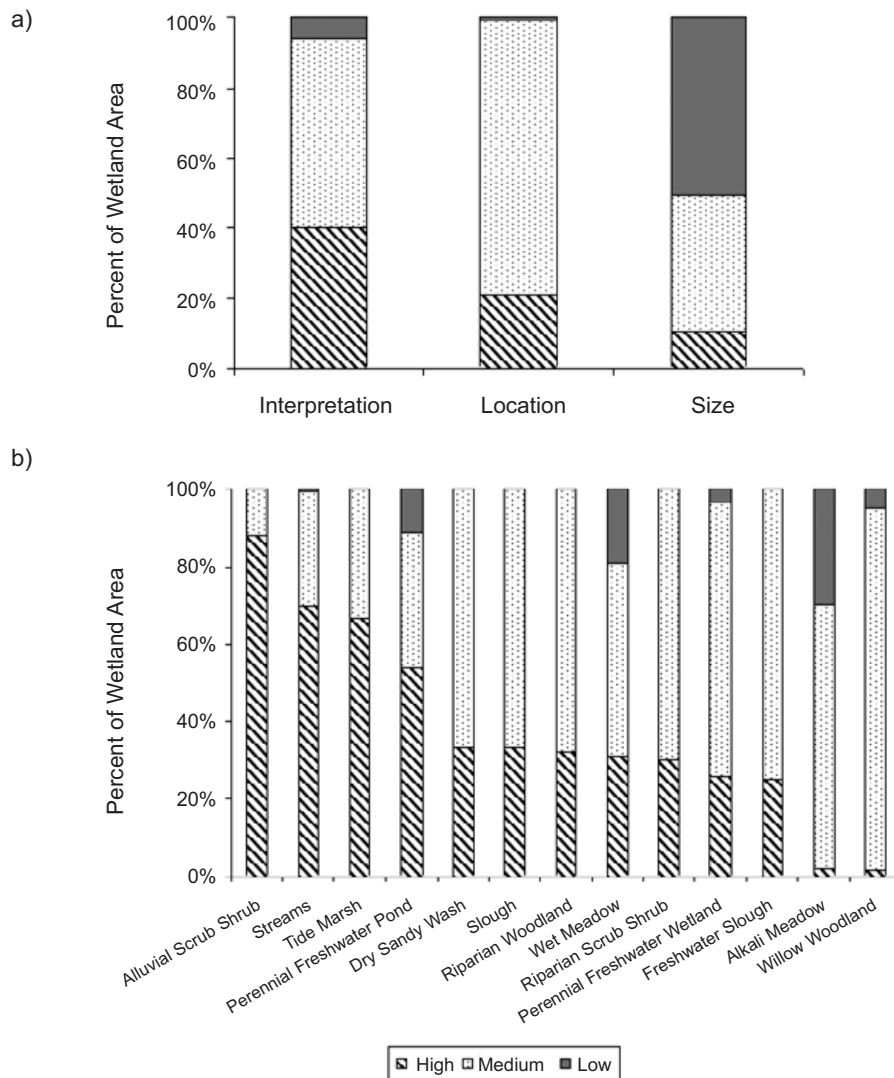 a)
100%
80%
60%
40%
20%
0%
Percent of Wetland Area
Interpretation Location Size
b)
100%
80%
60%
40%
20%
0%
Percent of Wetland Area
Alluvial Scrub Shrub
Streams
Tide Marsh
Perennial Freshwater Pond
Dry Sandy Wash
Slough
Riparian Woodland
Wet Meadow
Riparian Scrub Shrub
Perennial Freshwater Wetland
Freshwater Slough
Alkali Meadow
Willow Woodland
High Medium Low